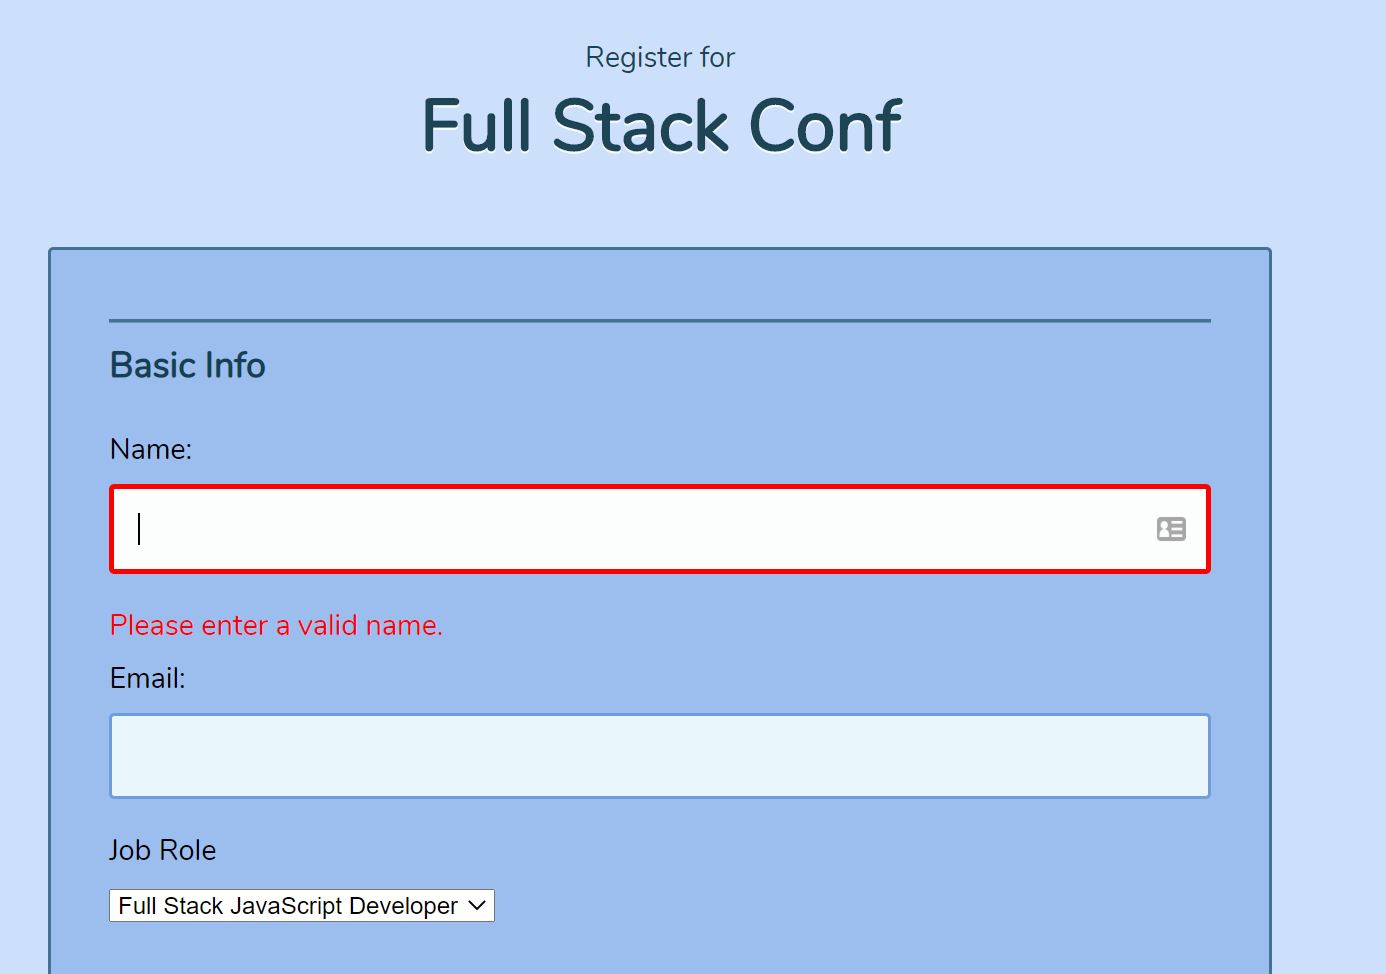 Register for
Full Stack Conf
Basic Info
Name:
Please enter a valid name.
Email:
Job Role
Full Stack JavaScript Developer